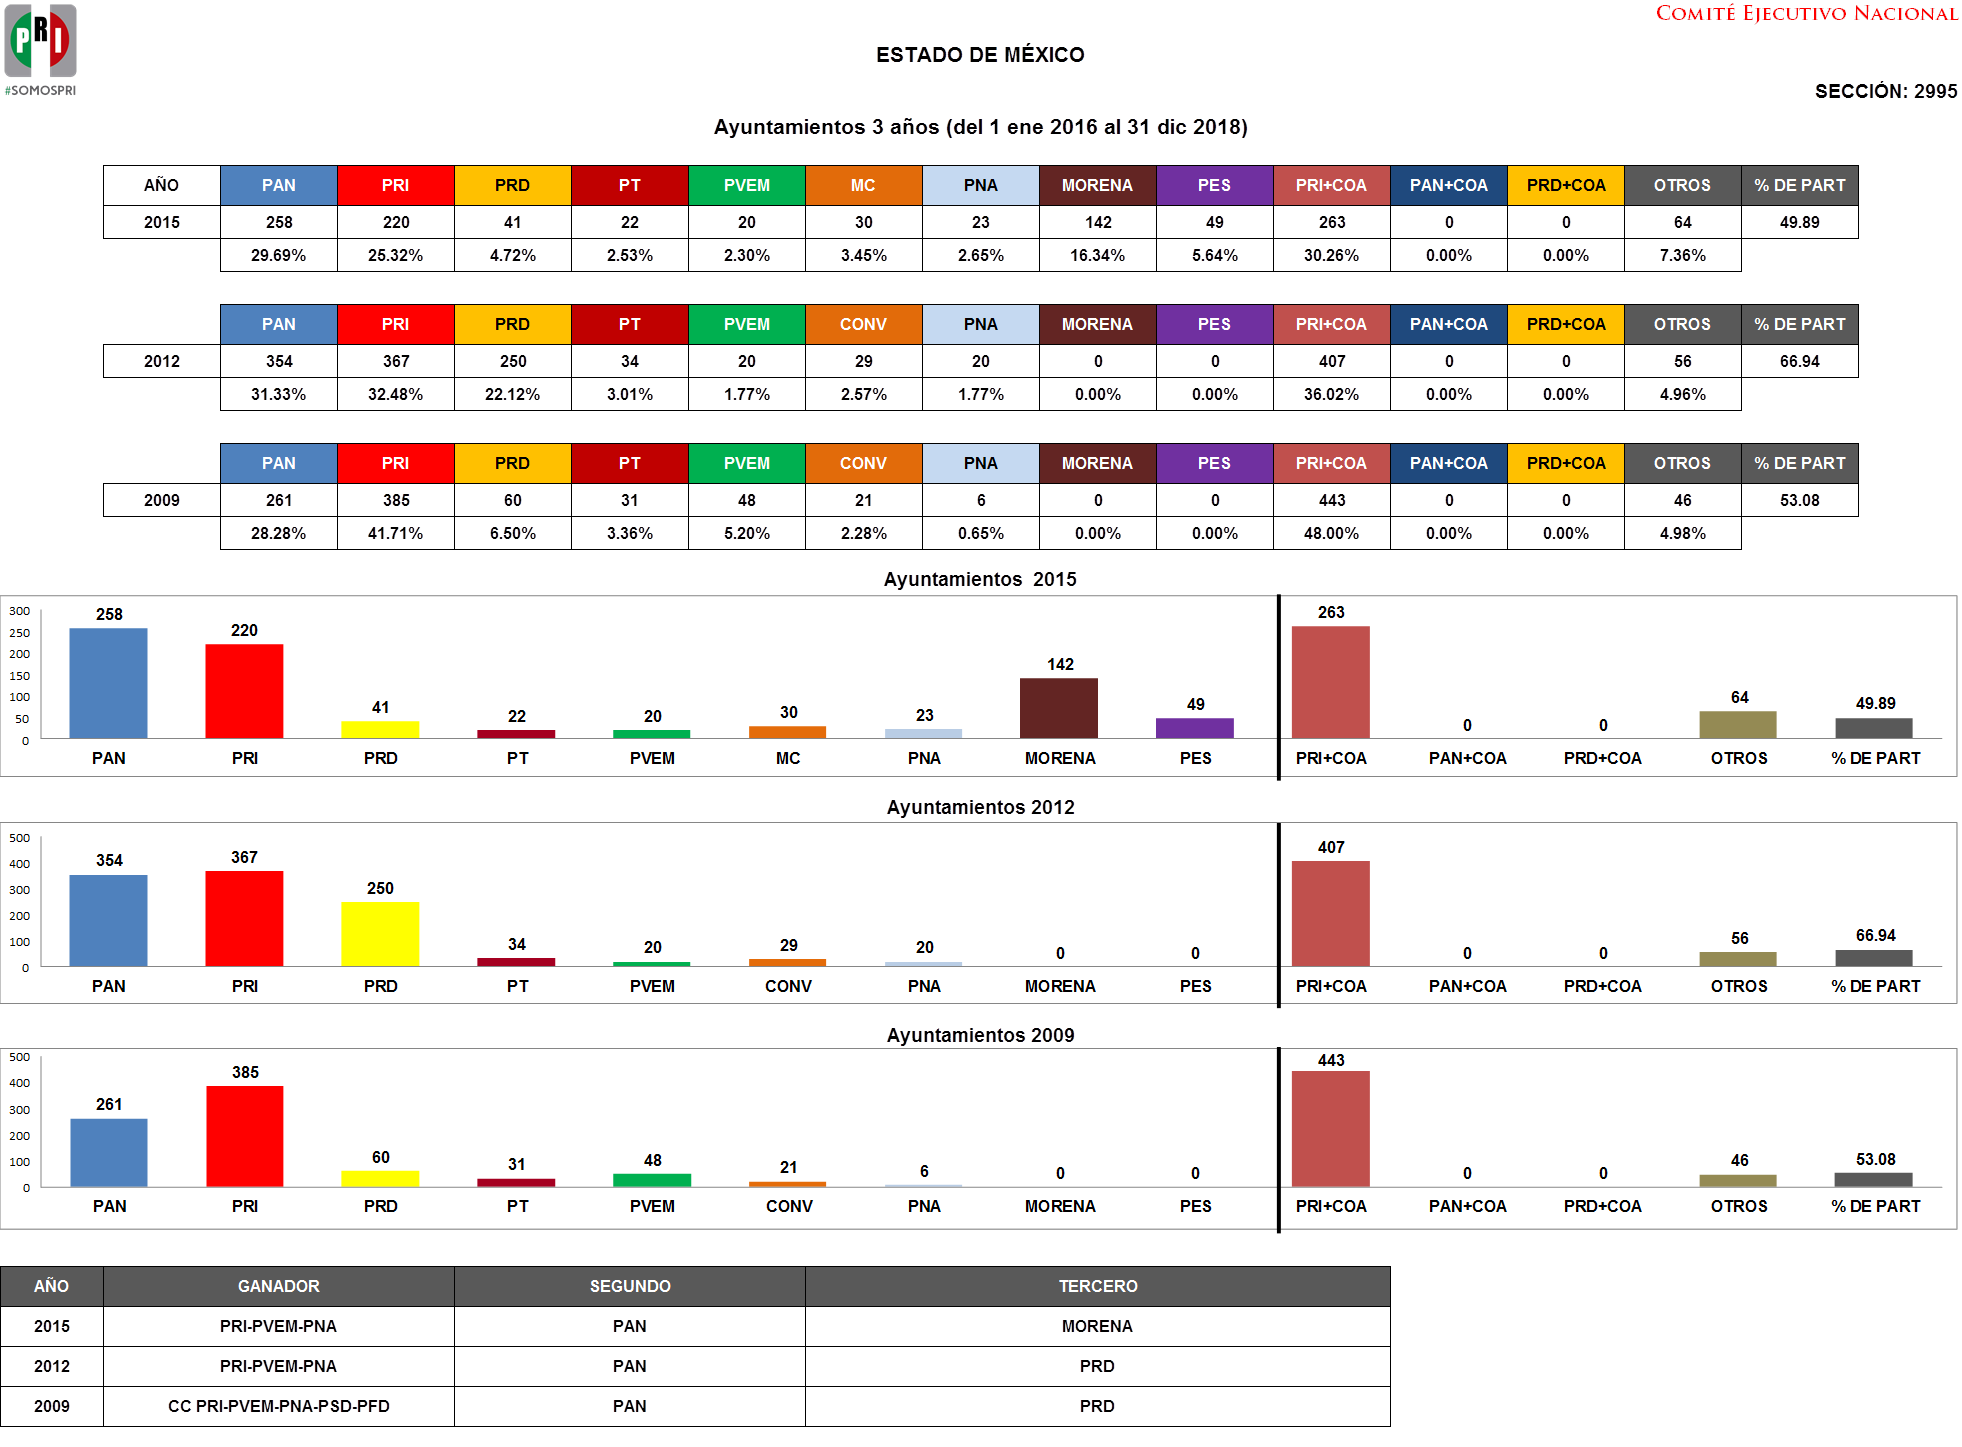 PRI
#SOMOSPRI
COMITÉ EJECUTIVO NACIONAL
ESTADO DE MÉXICO
SECCIÓN: 2995
Ayuntamientos 3 años (del 1 ene 2016 al 31 dic 2018)
AÑO PAN PRI PRD PT PVEM MC PNA MORENA PES PRI+COA PAN+COA PRD+COA OTROS % DE PART
2015 258 220 41 22 20 30 23 142 49 263 0 0 64 49.89
29.69% 25.32% 4.72% 2.53% 2.30% 3.45% 2.65% 16.34% 5.64% 30.26% 0.00% 0.00% 7.36%
PAN PRI PRD PT PVEM CONV PNA MORENA PES PRI+COA PAN+COA PRD+COA OTROS % DE PART
2012 354 367 250 34 20 29 20 0 0 407 0 0 56 66.94
31.33% 32.48% 22.12% 3.01% 1.77% 2.57% 1.77% 0.00% 0.00% 36.02% 0.00% 0.00% 4.96%
PAN PRI PRD PT PVEM CONV PNA MORENA PES PRI+COA PAN+COA PRD+COA OTROS % DE PART
2009 261 385 60 31 48 21 6 0 0 443 0 0 46 53.08
28.28% 41.71% 6.50% 3.36% 5.20% 2.28% 0.65% 0.00% 0.00% 48.00% 0.00% 0.00% 4.98%
Ayuntamientos 2015
300
250
200
150
100
50
0
258 220 41 22 20 30 23 142 49 263 0 0 64 49.89
PAN PRI PRD PT PVEM MC PNA MORENA PES PRI+COA PAN+COA PRD+COA OTROS % DE PART
Ayuntamientos 2012
500
400
300
200
100
0
354 367 250 34 20 29 20 0 0 407 0 0 56 66.94
PAN PRI PRD PT PVEM CONV PNA MORENA PES PRI+COA PAN+COA PRD+COA OTROS % DE PART
Ayuntamientos 2009
500
400
300
200
100
0
261 385 60 31 48 21 6 0 0 443 0 0 46 53.08
PAN PRI PRD PT PVEM CONV PNA MORENA PES PRI+COA PAN+COA PRD+COA OTROS % DE PART
AÑO GANADOR SEGUNDO TERCERO
2015 PRI-PVEM-PNA PAN MORENA
2012 PRI-PVEM-PNA PAN PRD
2009 CC PRI-PVEM-PNA-PSD-PFD PAN PRD